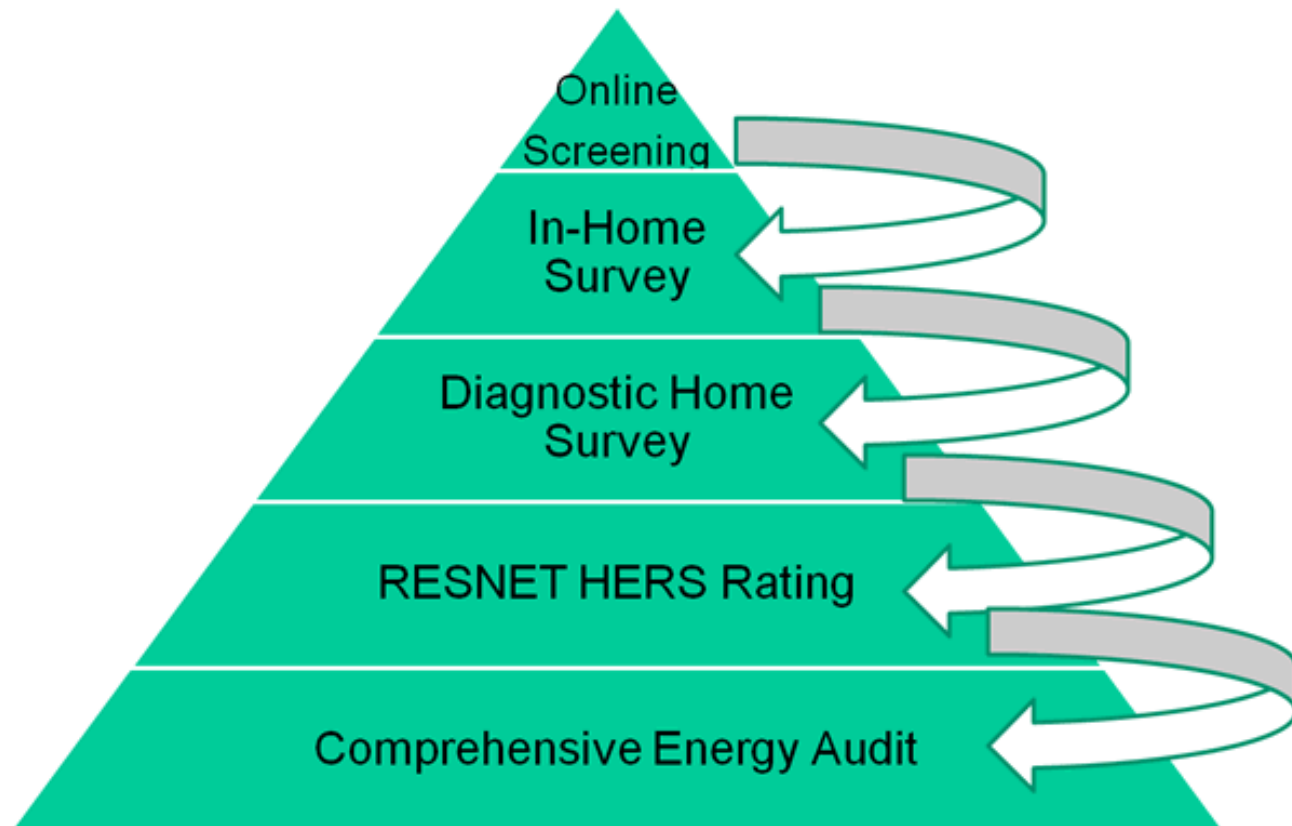 Online
Screening
In-Home
Survey
Diagnostic Home
Survey
RESNET HERS Rating
Comprehensive Energy Audit